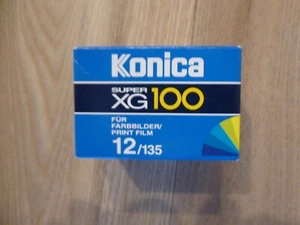 Konica
SUPER
XG 100
FÜR
FARBBILDER/
PRINT FILM
12/135